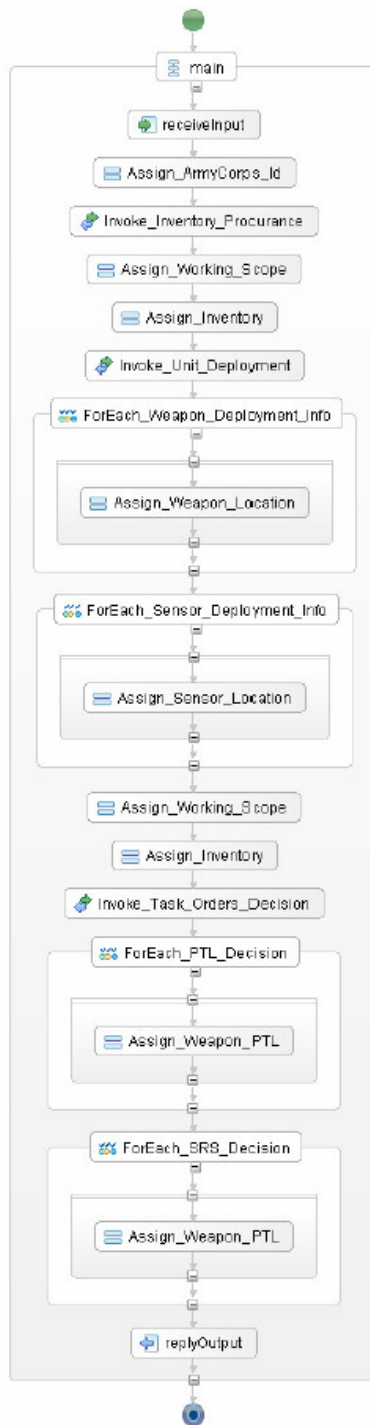 main
receiveInput
Assign_ArmyCorps_Id
Invoke_Inventory_Procurance
Assign_Working_Scope
Assign_Inventory
Invoke_Unit_Deployment
ForEach_Weapon_Deployment_Info
Assign_Weapon_Location
ForEach_Sensor_Deployment_Info
Assign_Sensor_Location
Assign_Working_Scope
Assign_Inventory
Invoke_Task_Orders_Decision
ForEach_PTL_Decision
Assign_Weapon_PTL
ForEach_SRS_Decision
Assign_Weapon_PTL
replyOutput